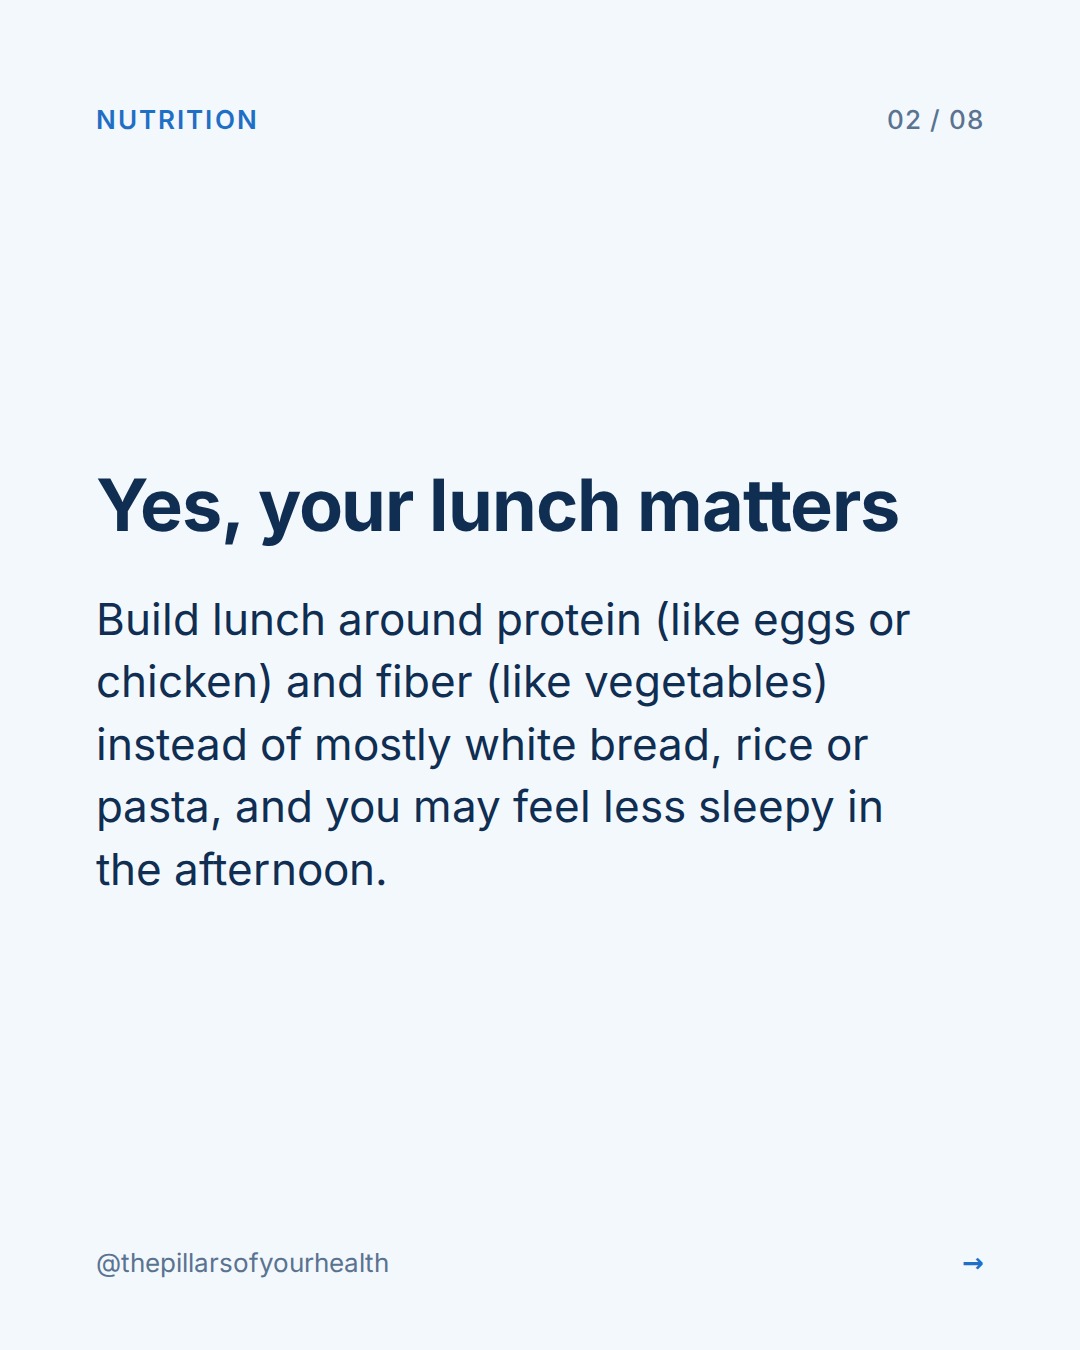 NUTRITION
02 / 08
Yes, your lunch matters
Build lunch around protein (like eggs or
chicken) and fiber (like vegetables)
instead of mostly white bread, rice or
pasta, and you may feel less sleepy in
the afternoon.
@thepillarsofyourhealth
→